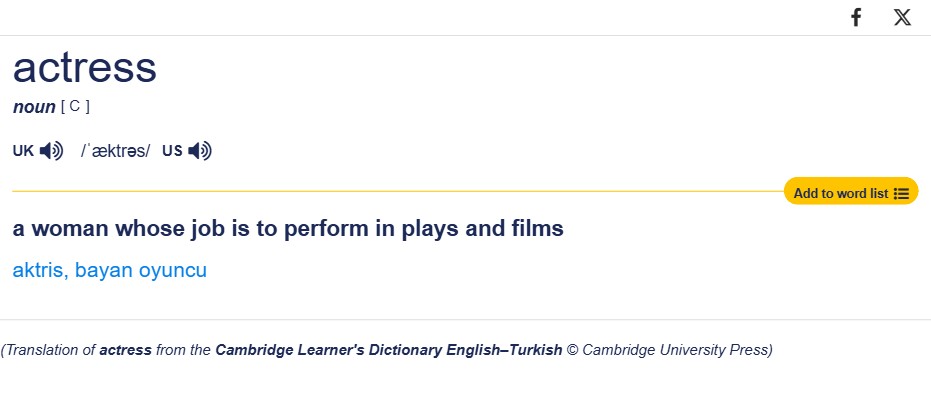 actress
noun [ C ]
UK /ˈæktrəs/ US
Add to word list
a woman whose job is to perform in plays and films
aktris, bayan oyuncu
(Translation of actress from the Cambridge Learner's Dictionary English–Turkish © Cambridge University Press)